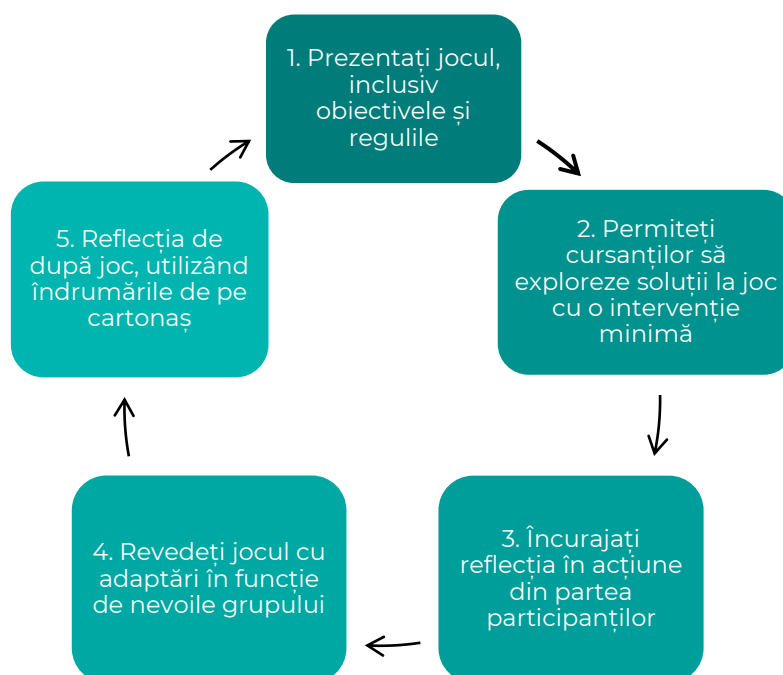 1. Prezentați jocul,
inclusiv
obiectivele și
regulile
2. Permiteți
cursanților să
exploreze soluții la joc
cu o intervenție
minimă
3. Încurajați
reflecția în acțiune
din partea
participanților
4. Revedeți jocul cu
adaptări în funcție
de nevoile grupului
5. Reflecția de
după joc, utilizând
îndrumările de pe
cartonaș